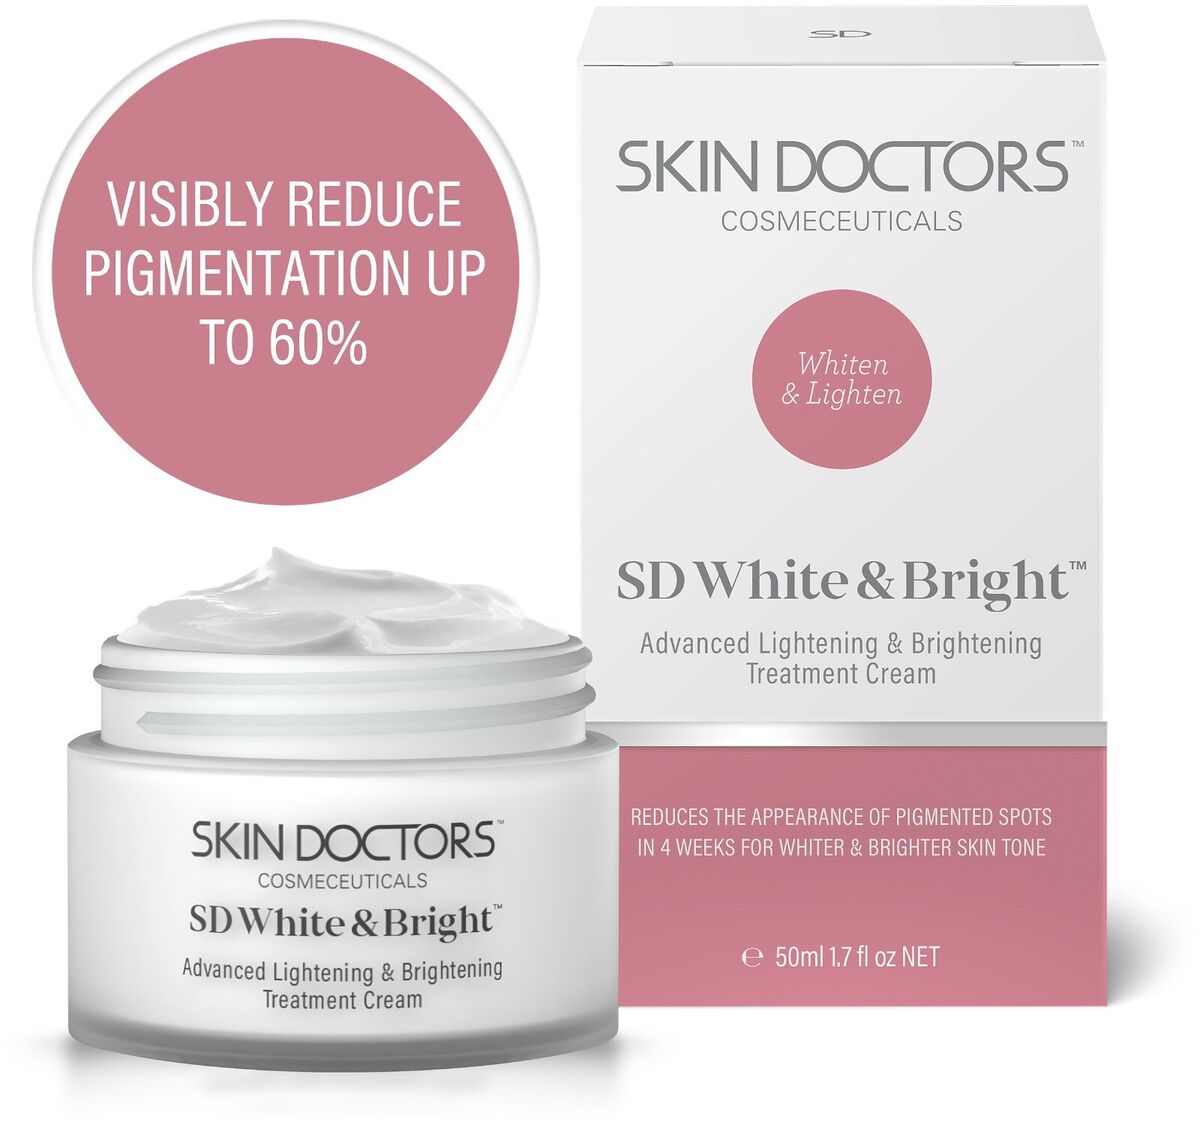 VISIBLY REDUCE
PIGMENTATION UP
TO 60%
SD
SKIN DOCTORS™
COSMECEUTICALS
Whiten
& Lighten
SD White & Bright™
Advanced Lightening & Brightening
Treatment Cream
REDUCES THE APPEARANCE OF PIGMENTED SPOTS
IN 4 WEEKS FOR WHITER & BRIGHTER SKIN TONE
℮ 50ml 1.7 fl oz NET
SKIN DOCTORS™
COSMECEUTICALS
SD White & Bright™
Advanced Lightening & Brightening
Treatment Cream